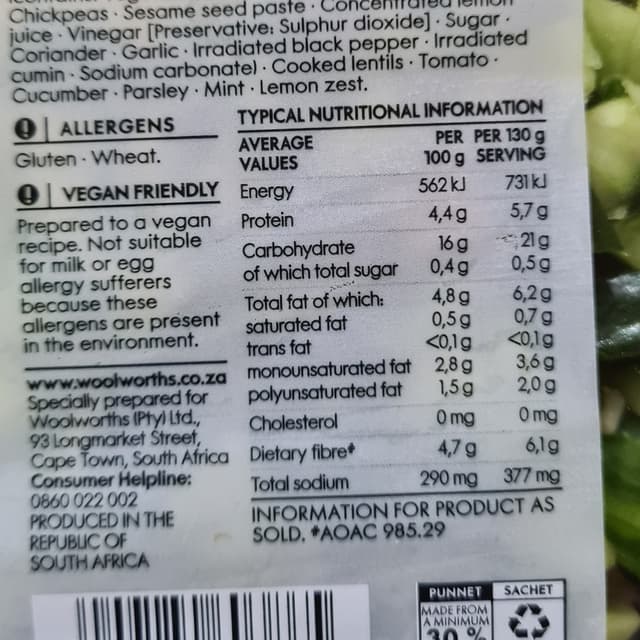 Chickpeas · Sesame seed paste · Concentrated lemon
juice · Vinegar [Preservative: Sulphur dioxide] · Sugar ·
Coriander · Garlic · Irradiated black pepper · Irradiated
cumin · Sodium carbonate) · Cooked lentils · Tomato ·
Cucumber · Parsley · Mint · Lemon zest.
ALLERGENS
Gluten · Wheat.
VEGAN FRIENDLY
Prepared to a vegan
recipe. Not suitable
for milk or egg
allergy sufferers
because these
allergens are present
in the environment.
www.woolworths.co.za
Specially prepared for
Woolworths (Pty) Ltd.,
93 Longmarket Street,
Cape Town, South Africa
Consumer Helpline:
0860 022 002
PRODUCED IN THE
REPUBLIC OF
SOUTH AFRICA
TYPICAL NUTRITIONAL INFORMATION
AVERAGE VALUES PER 100 g PER 130 g SERVING
Energy 562 kJ 731 kJ
Protein 4,4 g 5,7 g
Carbohydrate 16 g 21 g
of which total sugar 0,4 g 0,5 g
Total fat of which: 4,8 g 6,2 g
saturated fat 0,5 g 0,7 g
trans fat <0,1 g <0,1 g
monounsaturated fat 2,8 g 3,6 g
polyunsaturated fat 1,5 g 2,0 g
Cholesterol 0 mg 0 mg
Dietary fibre# 4,7 g 6,1 g
Total sodium 290 mg 377 mg
INFORMATION FOR PRODUCT AS
SOLD. #AOAC 985.29
PUNNET SACHET
MADE FROM
A MINIMUM
30 %